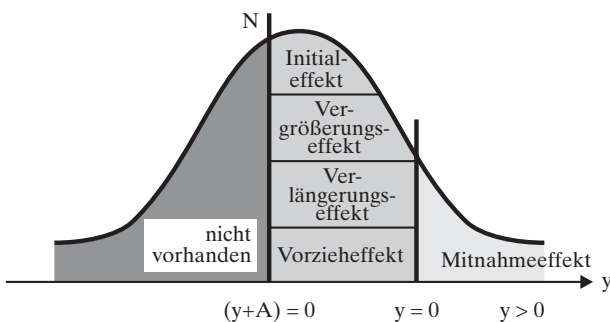 N
Initial-
effekt
Ver-
größerungs-
effekt
Ver-
längerungs-
effekt
nicht
vorhanden
Vorzieheffekt
Mitnahmeeffekt
y
(y+A) = 0
y = 0
y > 0